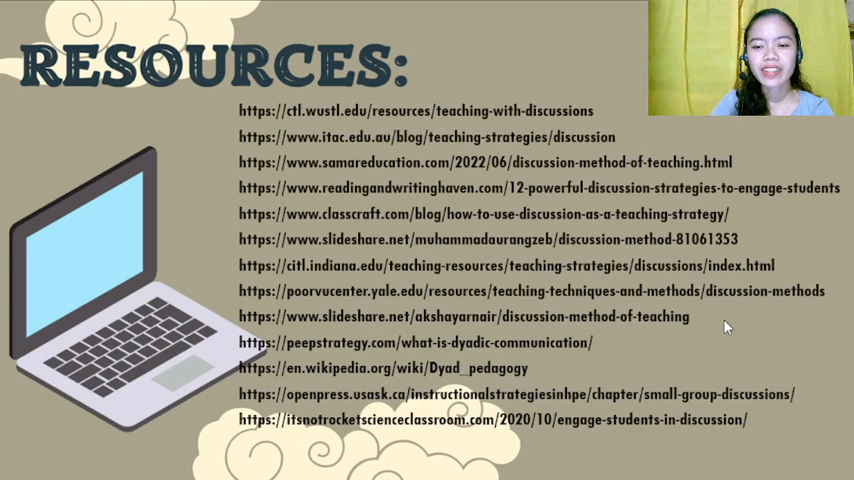 RESOURCES:
https://ctl.wustl.edu/resources/teaching-with-discussions
https://www.itac.edu.au/blog/teaching-strategies/discussion
https://www.samareducation.com/2022/06/discussion-method-of-teaching.html
https://www.readingandwritinghaven.com/12-powerful-discussion-strategies-to-engage-students
https://www.classcraft.com/blog/how-to-use-discussion-as-a-teaching-strategy/
https://www.slideshare.net/muhammadaurangzeb/discussion-method-81061353
https://citl.indiana.edu/teaching-resources/teaching-strategies/discussions/index.html
https://poorvucenter.yale.edu/resources/teaching-techniques-and-methods/discussion-methods
https://www.slideshare.net/akshayarnair/discussion-method-of-teaching
https://peepstrategy.com/what-is-dyadic-communication/
https://en.wikipedia.org/wiki/Dyad_pedagogy
https://openpress.usask.ca/instructionalstrategiesinhpe/chapter/small-group-discussions/
https://itsnotrocketscienceclassroom.com/2020/10/engage-students-in-discussion/